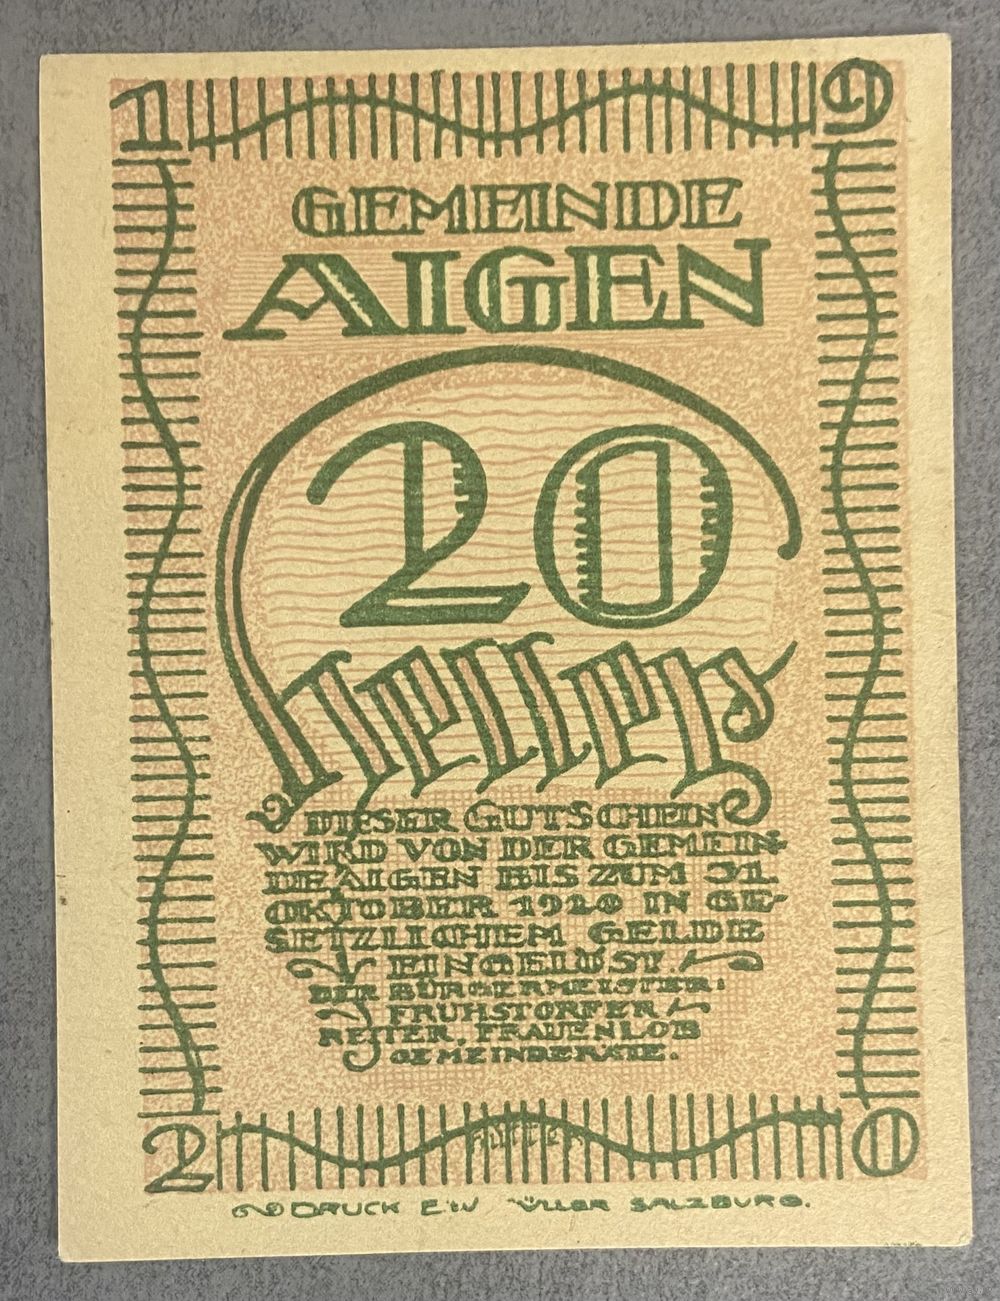 1 9
GEMEINDE
AIGEN
20
heller
DIESER GUTSCHEIN
WIRD VON DER GEMEIN-
DE AIGEN BIS ZUM 31.
OKTOBER 1920 IN GE-
SETZLICHEM GELDE
EINGELÖST.
DER BÜRGERMEISTER:
FRUHSTORFER
REITER. FRAUENLOB
GEMEINDERÄTE.
2 0
DRUCK SALZBURG.